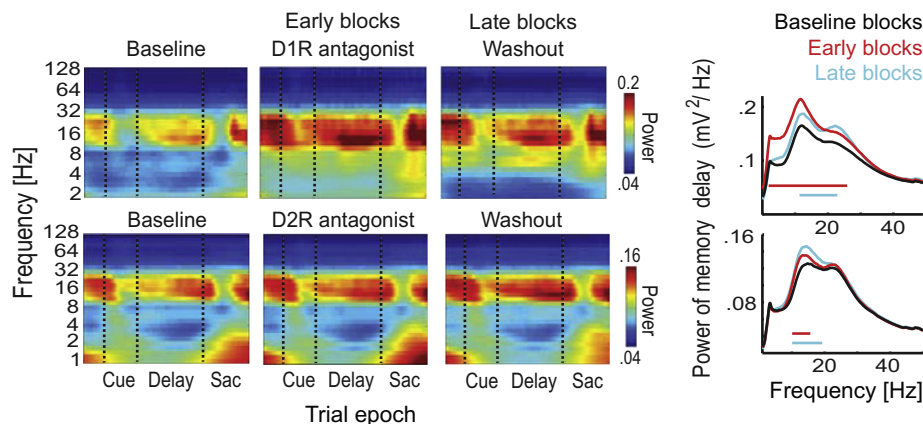 Early blocks
Late blocks
Baseline
D1R antagonist
Washout
128
64
32
16
8
4
2
0.2
Power
.04
Baseline
D2R antagonist
Washout
128
64
32
16
8
4
2
1
.16
Power
.04
Frequency [Hz]
Cue Delay Sac
Cue Delay Sac
Cue Delay Sac
Trial epoch
Baseline blocks
Early blocks
Late blocks
Power of memory delay (mV²/ Hz)
.2
.1
20 40
.16
.08
20 40
Frequency [Hz]